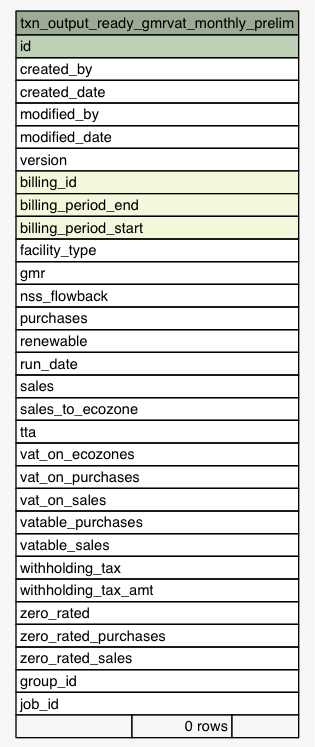 txn_output_ready_gmrvat_monthly_prelim
id
created_by
created_date
modified_by
modified_date
version
billing_id
billing_period_end
billing_period_start
facility_type
gmr
nss_flowback
purchases
renewable
run_date
sales
sales_to_ecozone
tta
vat_on_ecozones
vat_on_purchases
vat_on_sales
vatable_purchases
vatable_sales
withholding_tax
withholding_tax_amt
zero_rated
zero_rated_purchases
zero_rated_sales
group_id
job_id
0 rows